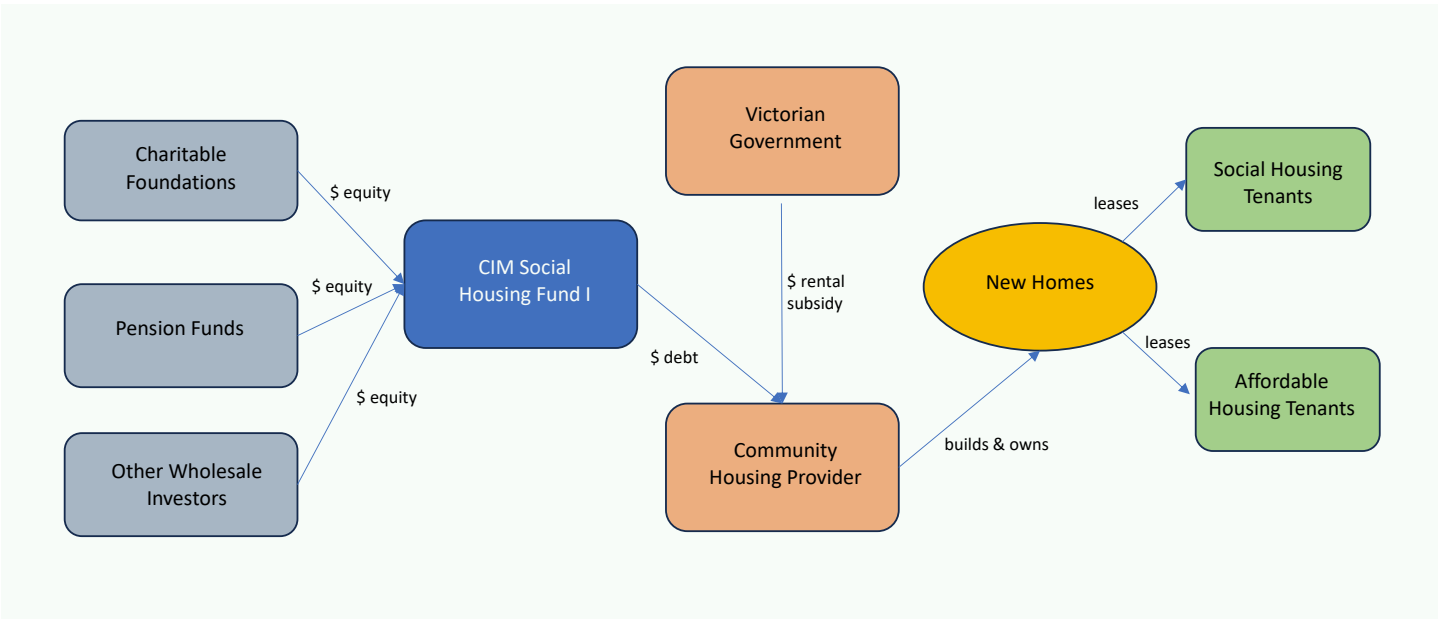 Charitable
Foundations
$ equity
Pension Funds
$ equity
Other Wholesale
Investors
$ equity
CIM Social
Housing Fund I
$ debt
Victorian
Government
$ rental
subsidy
Community
Housing Provider
builds & owns
New Homes
leases
Social Housing
Tenants
leases
Affordable
Housing Tenants